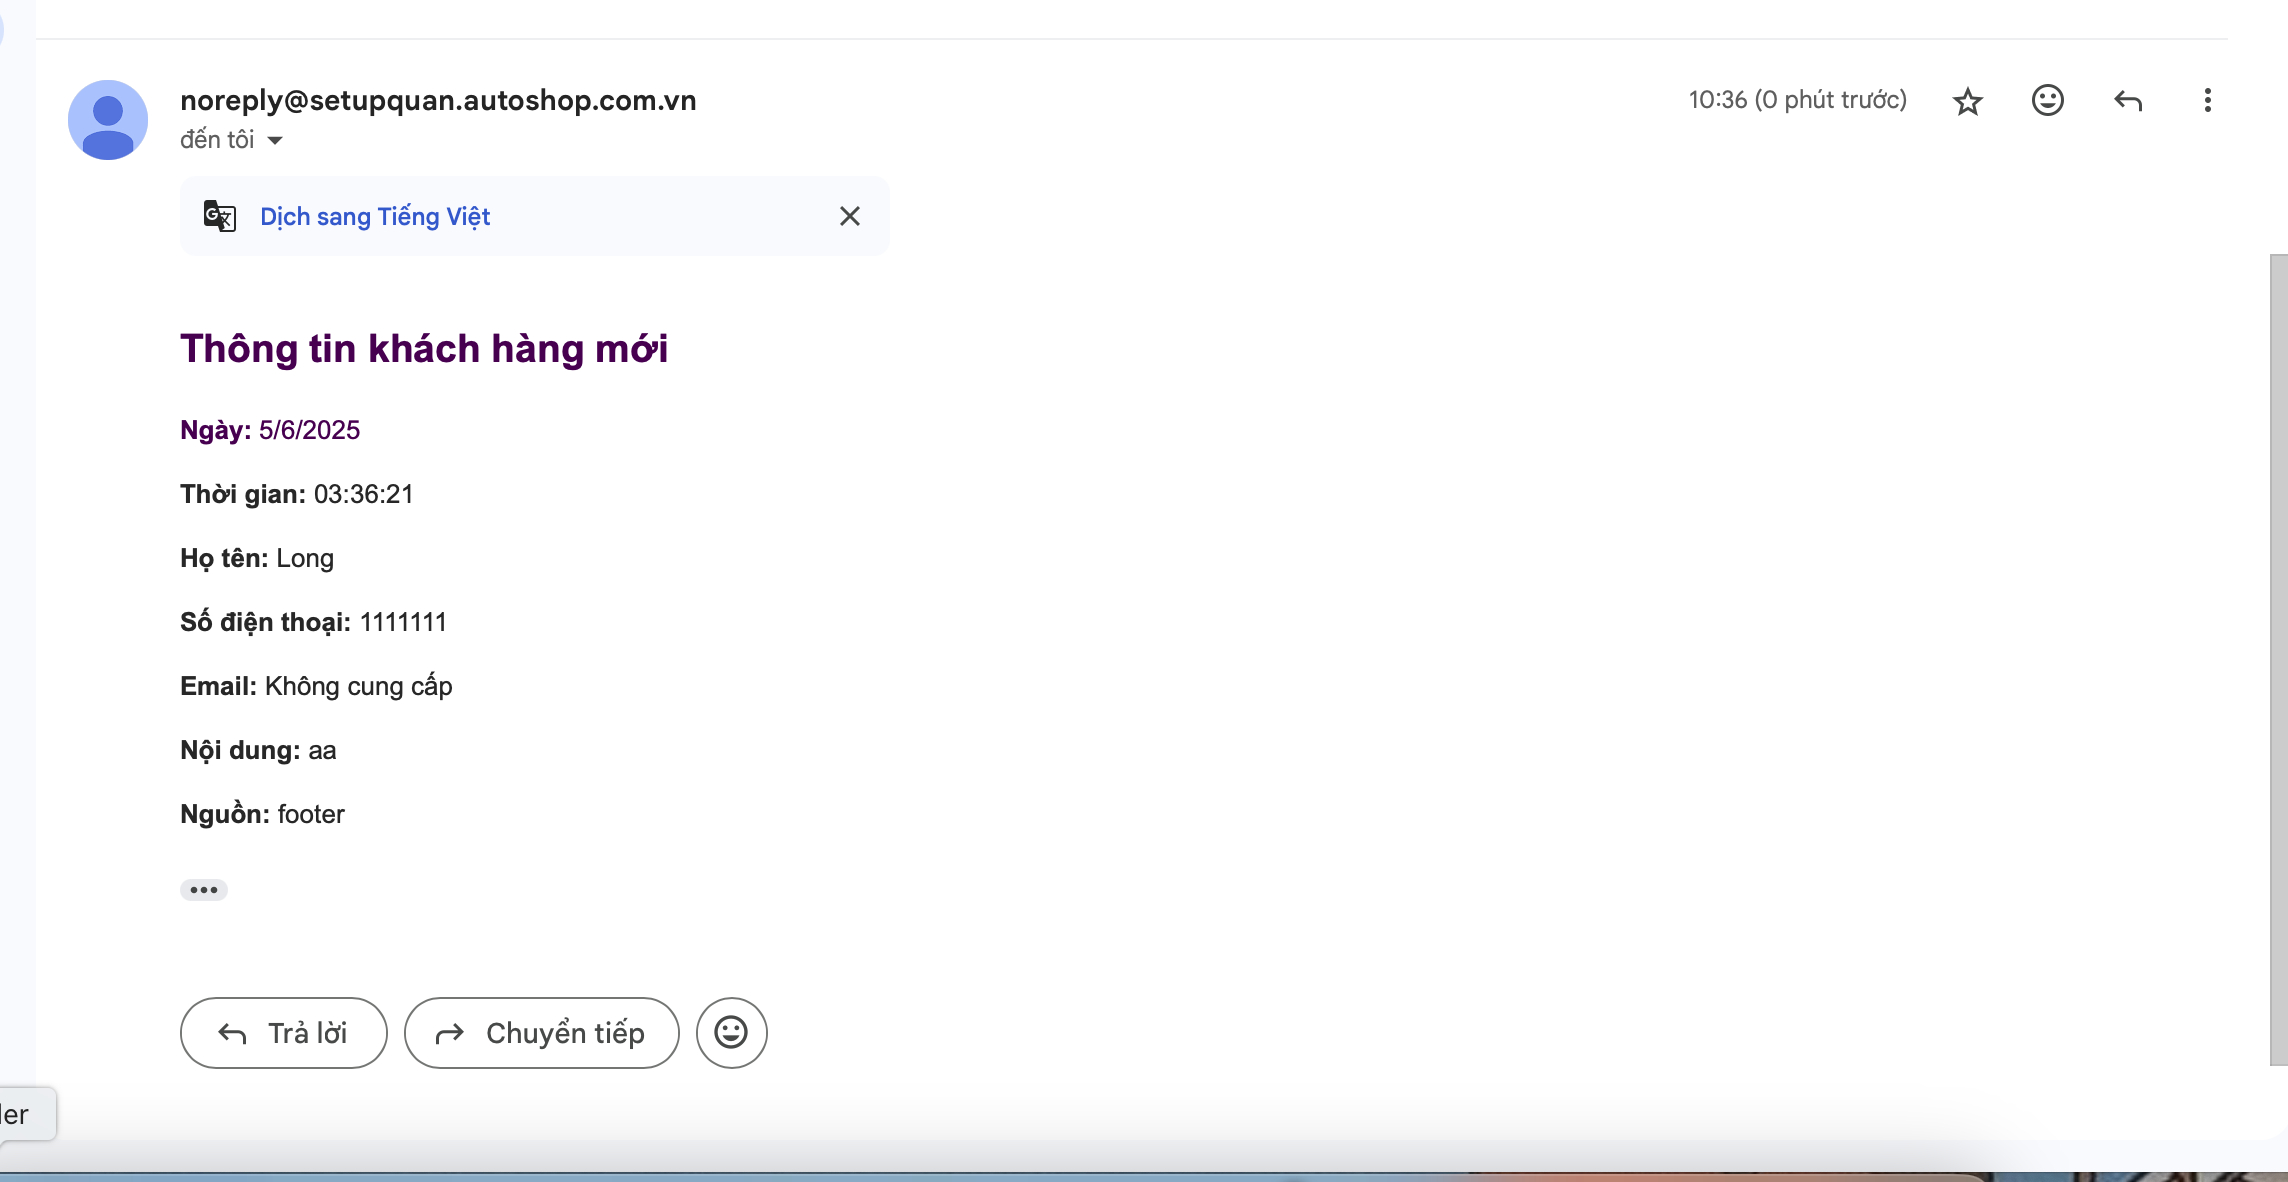 noreply@setupquan.autoshop.com.vn
10:36 (0 phút trước)
đến tôi
Dịch sang Tiếng Việt
Thông tin khách hàng mới
Ngày: 5/6/2025
Thời gian: 03:36:21
Họ tên: Long
Số điện thoại: 1111111
Email: Không cung cấp
Nội dung: aa
Nguồn: footer
Trả lời
Chuyển tiếp